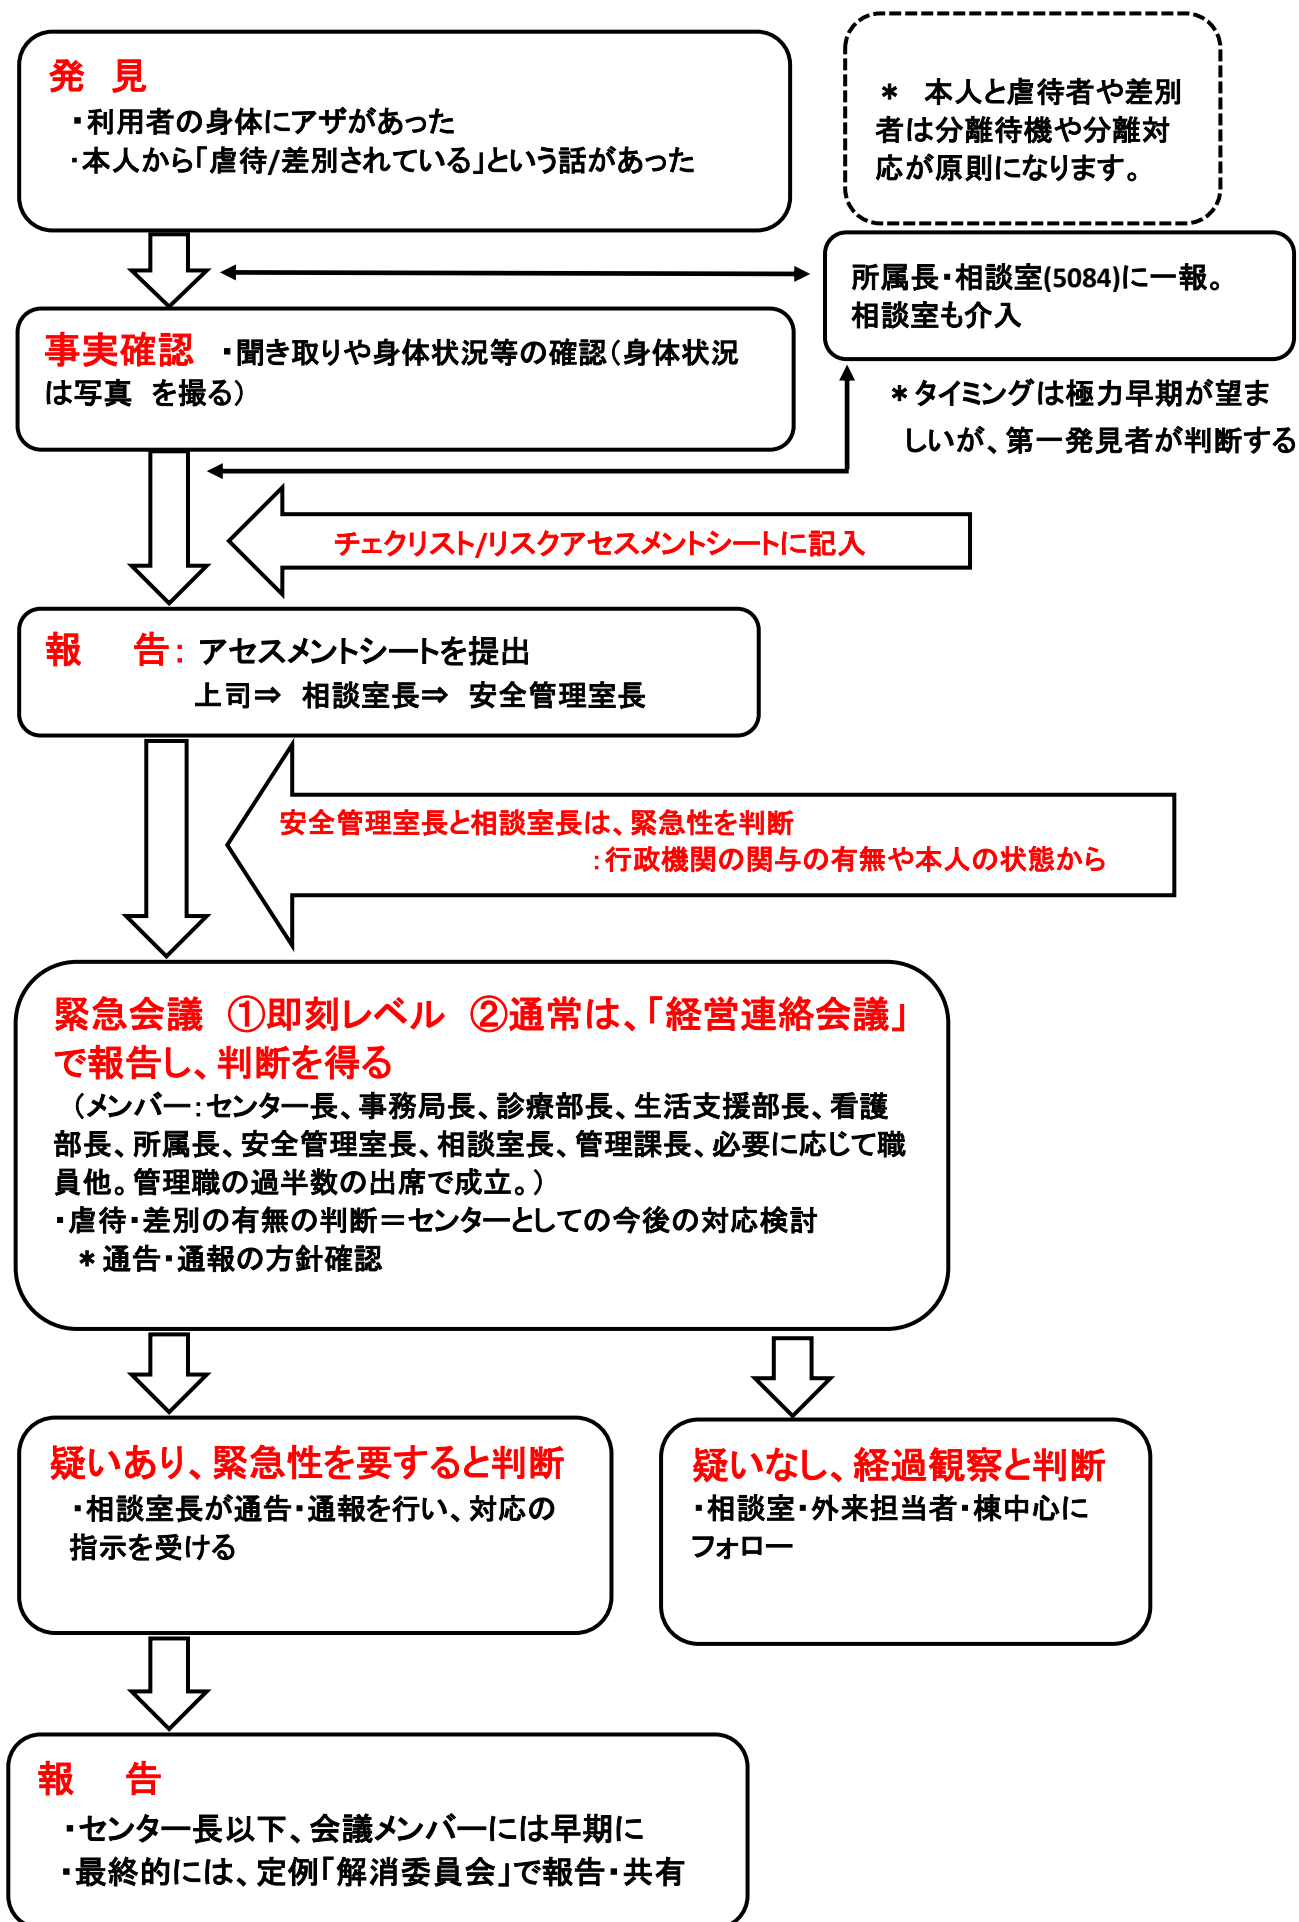 発　見
・利用者の身体にアザがあった
・本人から「虐待/差別されている」という話があった
＊　本人と虐待者や差別
者は分離待機や分離対
応が原則になります。
所属長・相談室(5084)に一報。
相談室も介入
事実確認　・聞き取りや身体状況等の確認（身体状況
は写真　を撮る）
＊タイミングは極力早期が望ま
しいが、第一発見者が判断する
チェクリスト/リスクアセスメントシートに記入
報　　告：アセスメントシートを提出
上司⇒　相談室長⇒　安全管理室長
安全管理室長と相談室長は、緊急性を判断
：行政機関の関与の有無や本人の状態から
緊急会議　①即刻レベル　②通常は、「経営連絡会議」
で報告し、判断を得る
（メンバー：センター長、事務局長、診療部長、生活支援部長、看護
部長、所属長、安全管理室長、相談室長、管理課長、必要に応じて職
員他。管理職の過半数の出席で成立。）
・虐待・差別の有無の判断＝センターとしての今後の対応検討
＊通告・通報の方針確認
疑いあり、緊急性を要すると判断
・相談室長が通告・通報を行い、対応の
指示を受ける
疑いなし、経過観察と判断
・相談室・外来担当者・棟中心に
フォロー
報　　告
・センター長以下、会議メンバーには早期に
・最終的には、定例「解消委員会」で報告・共有